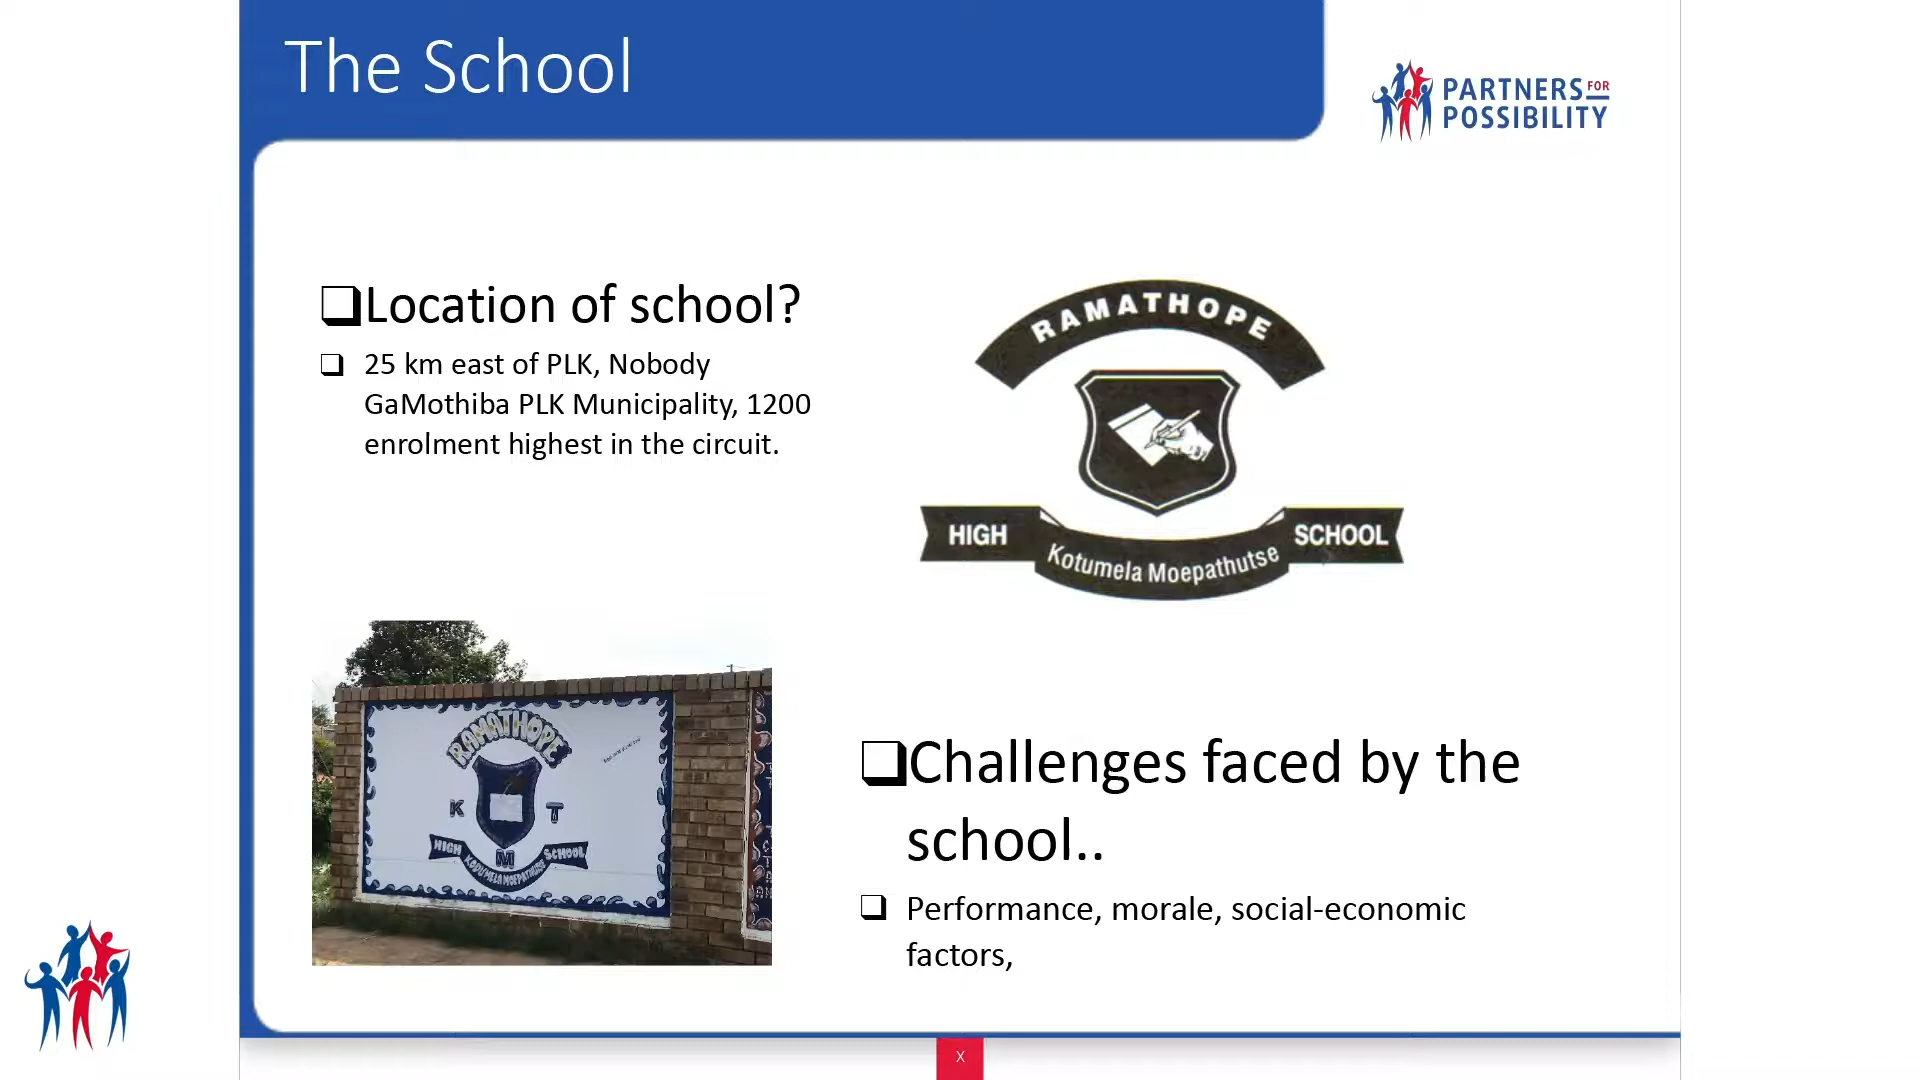 The School
PARTNERS FOR
POSSIBILITY
❑Location of school?
❑ 25 km east of PLK, Nobody
GaMothiba PLK Municipality, 1200
enrolment highest in the circuit.
RAMATHOPE
HIGH
SCHOOL
Kotumela Moepathutse
RAMATHOPE
K T
M
HIGH
SCHOOL
KODUMELA MOEPATHUTSE
❑Challenges faced by the
school..
❑ Performance, morale, social-economic
factors,
X